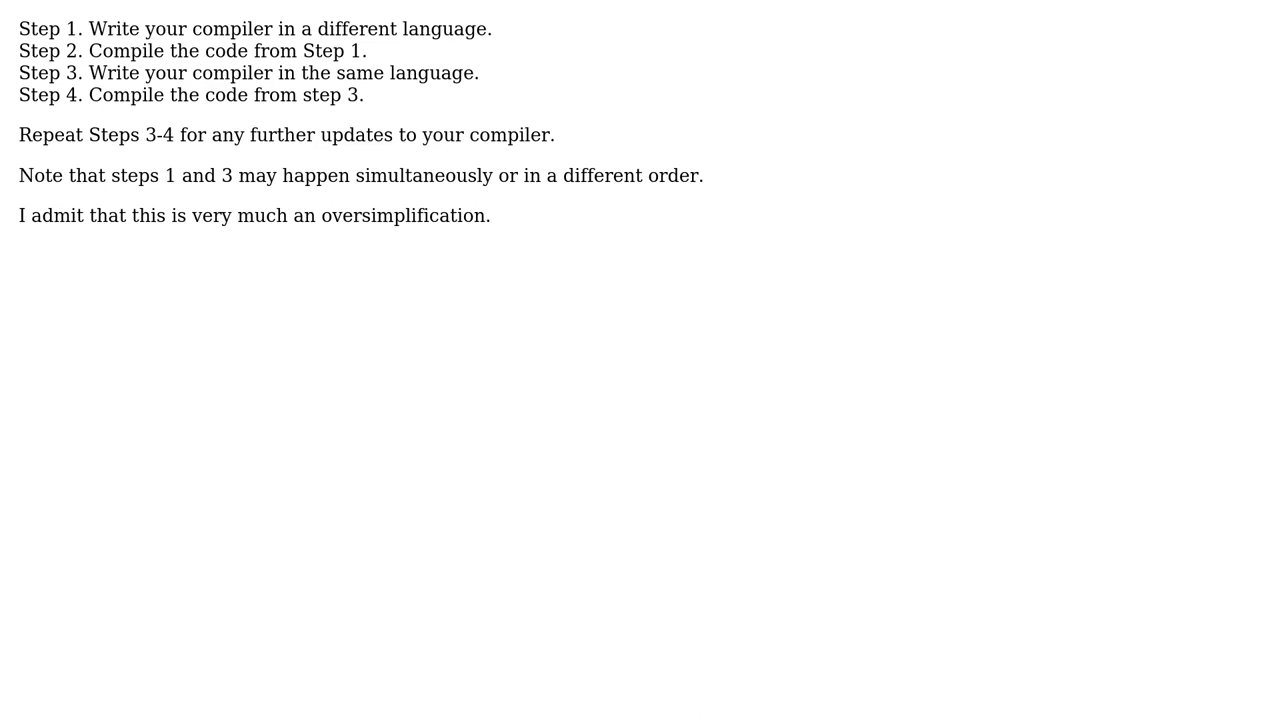 Step 1. Write your compiler in a different language.
Step 2. Compile the code from Step 1.
Step 3. Write your compiler in the same language.
Step 4. Compile the code from step 3.
Repeat Steps 3-4 for any further updates to your compiler.
Note that steps 1 and 3 may happen simultaneously or in a different order.
I admit that this is very much an oversimplification.